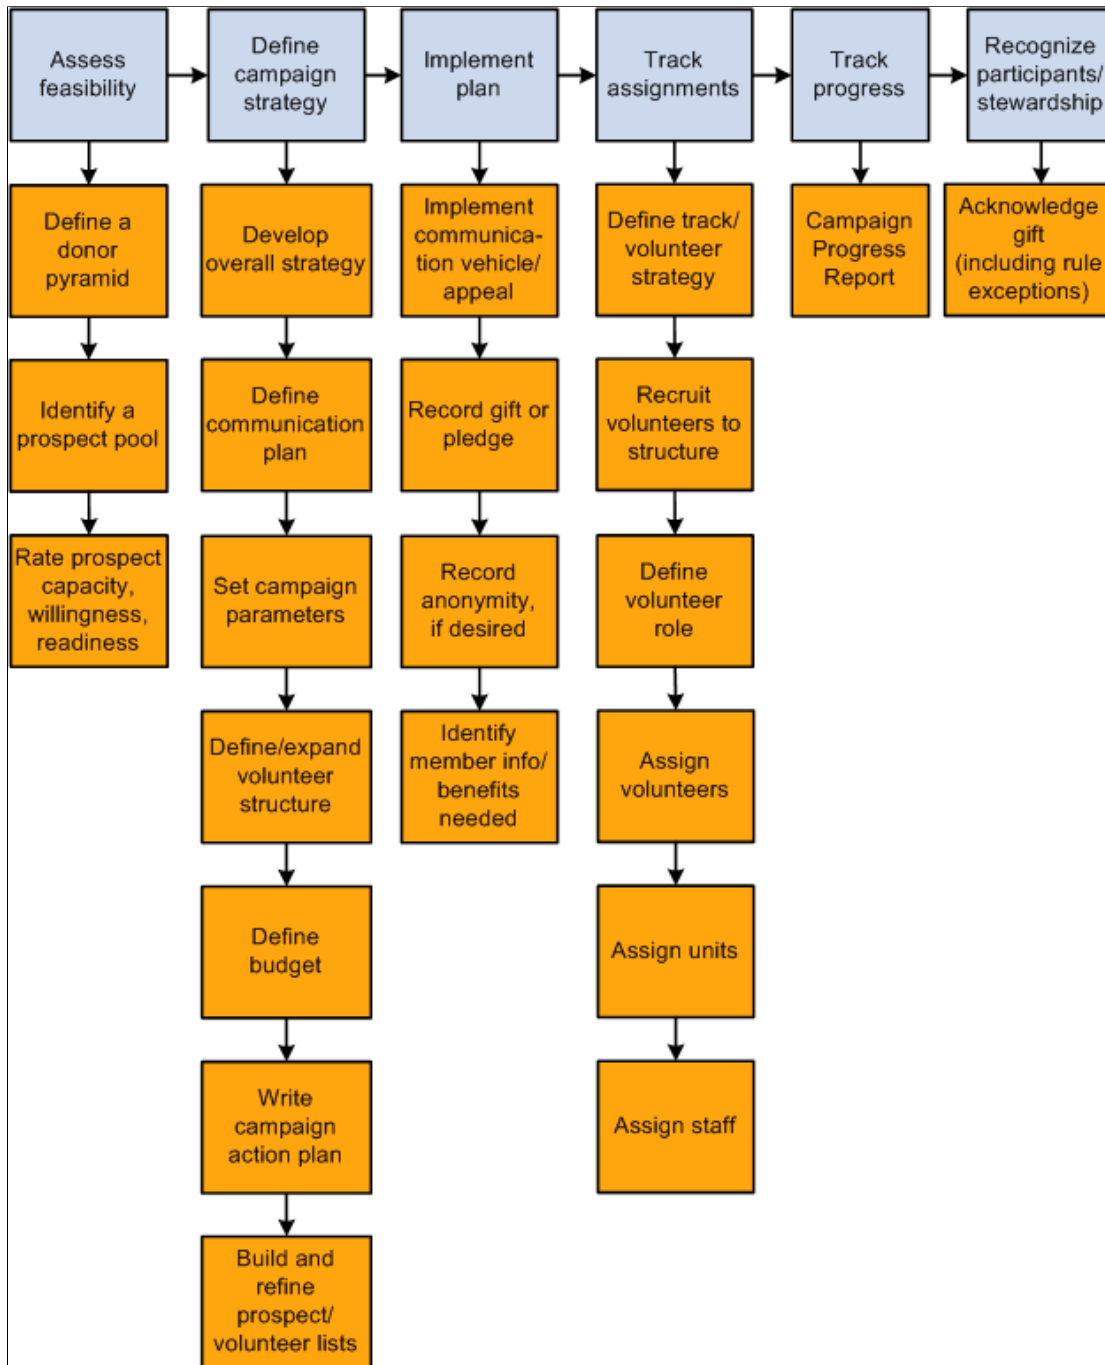 Assess
feasibility
Define
campaign
strategy
Implement
plan
Track
assignments
Track
progress
Recognize
participants/
stewardship
Define a
donor
pyramid
Develop
overall strategy
Implement
communica-
tion vehicle/
appeal
Define track/
volunteer
strategy
Campaign
Progress
Report
Acknowledge
gift
(including rule
exceptions)
Identify a
prospect pool
Define
communication
plan
Record gift or
pledge
Recruit
volunteers to
structure
Rate prospect
capacity,
willingness,
readiness
Set campaign
parameters
Record
anonymity,
if desired
Define
volunteer
role
Define/expand
volunteer
structure
Identify
member info/
benefits
needed
Assign
volunteers
Define
budget
Assign units
Write
campaign
action plan
Assign staff
Build and
refine
prospect/
volunteer lists